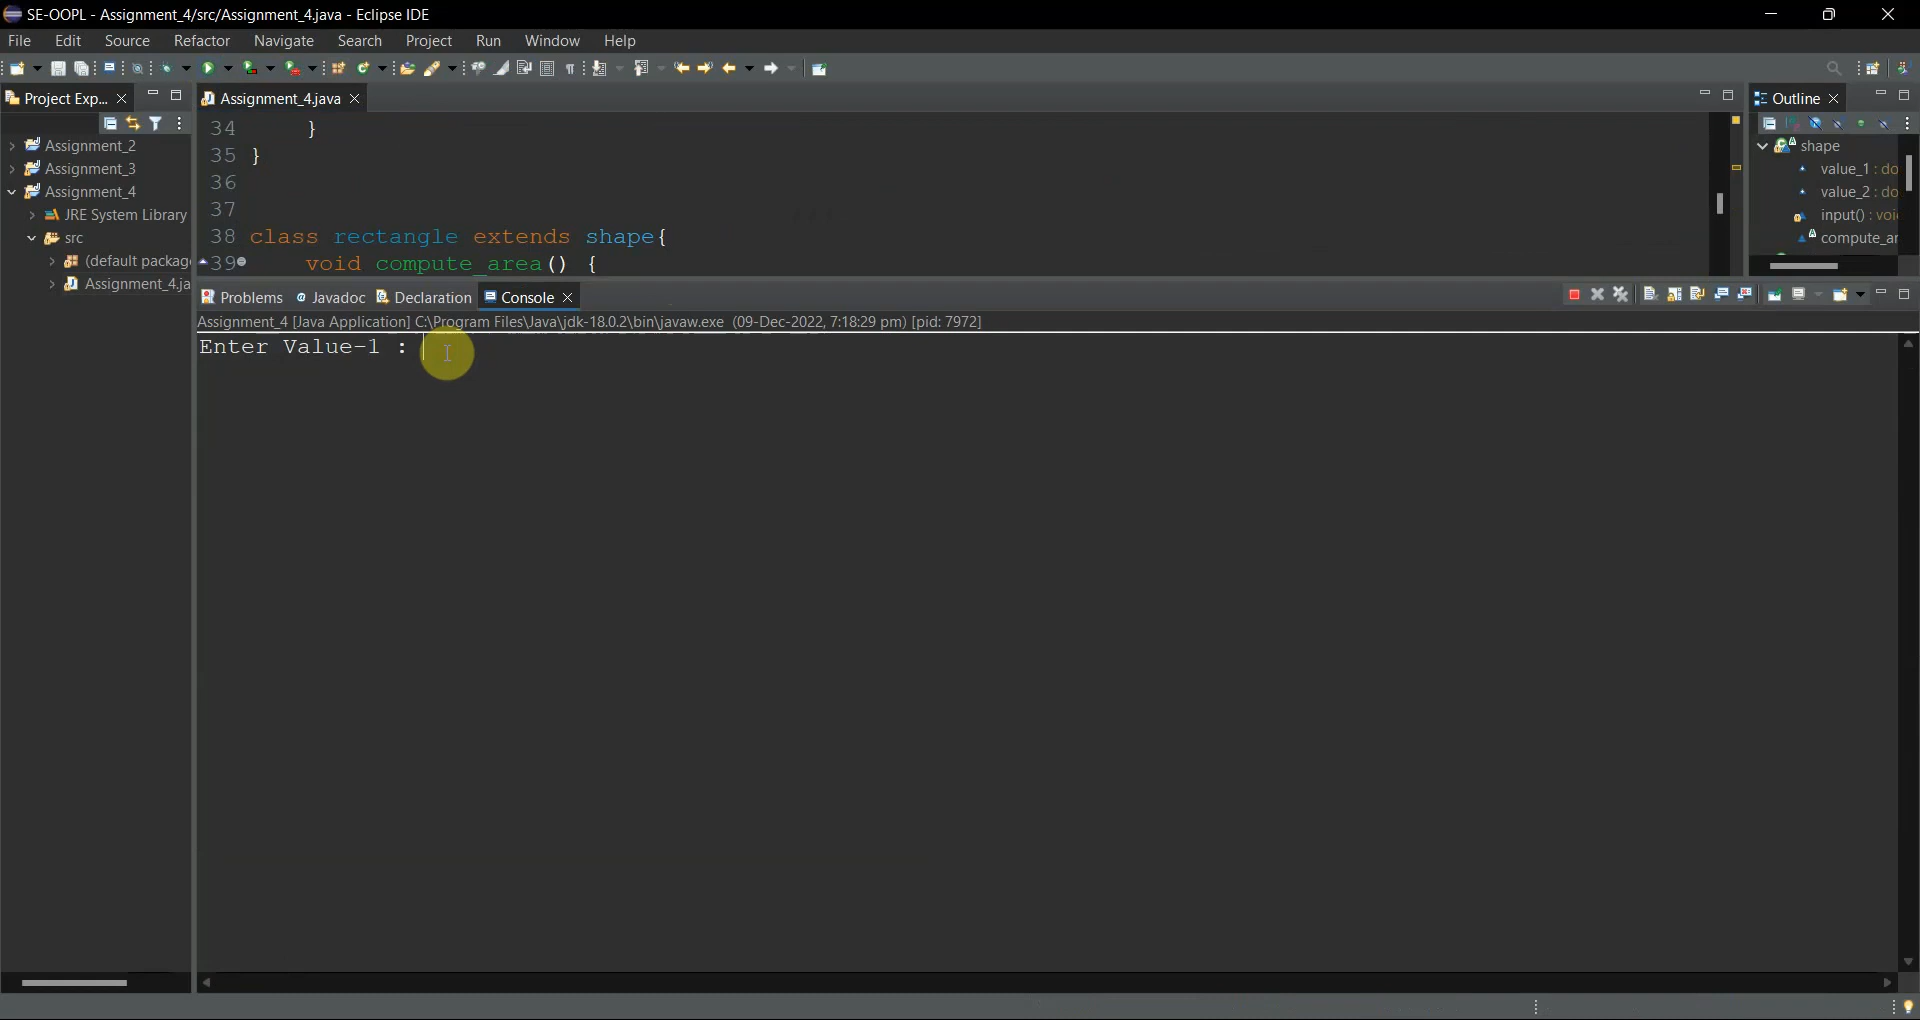 SE-OOPL - Assignment_4/src/Assignment_4.java - Eclipse IDE
File Edit Source Refactor Navigate Search Project Run Window Help
Project Exp...
Assignment_4.java
Outline
Assignment_2
Assignment_3
Assignment_4
JRE System Library
src
(default package
Assignment_4.ja
34 }
35 }
36
37
38 class rectangle extends shape{
39 void compute_area() {
shape
value_1 : do
value_2 : do
input() : voi
compute_ar
Problems @ Javadoc Declaration Console
Assignment_4 [Java Application] C:\Program Files\Java\jdk-18.0.2\bin\javaw.exe (09-Dec-2022, 7:18:29 pm) [pid: 7972]
Enter Value-1 :